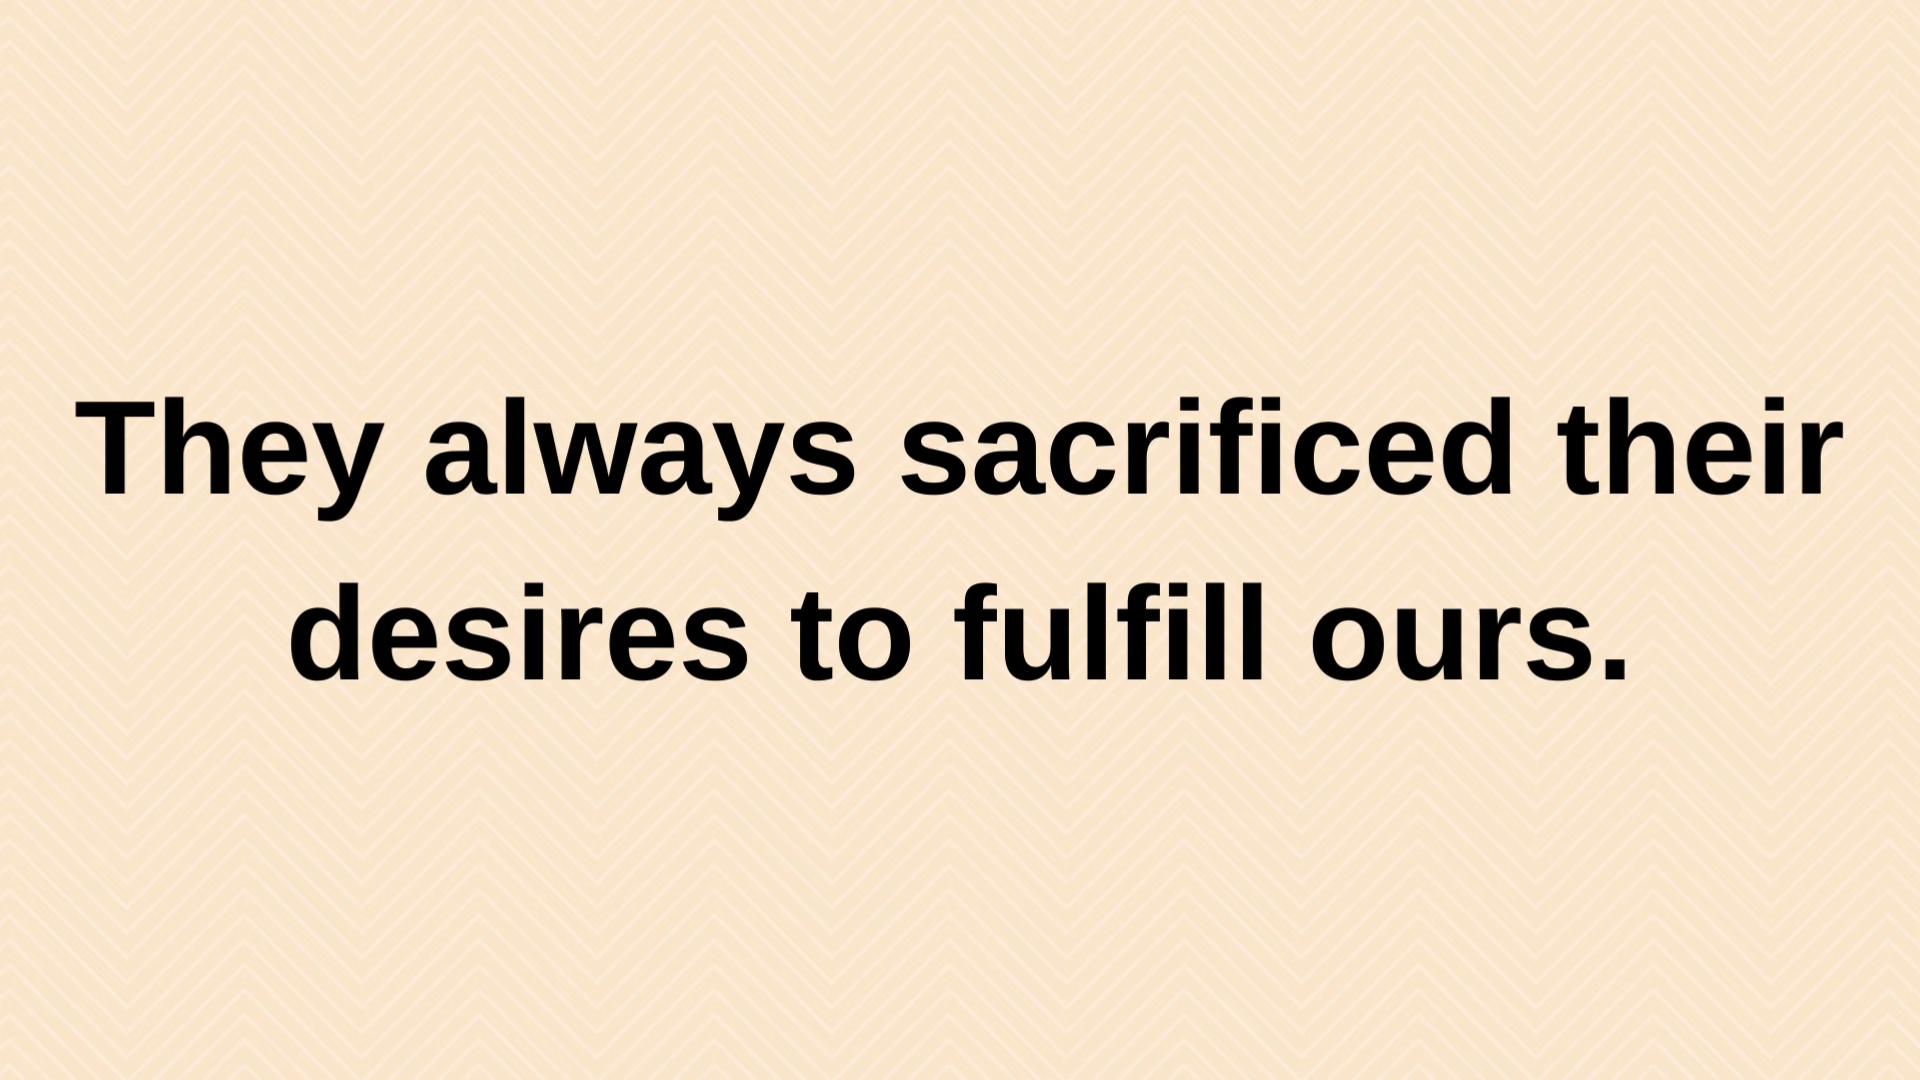 They always sacrificed their
desires to fulfill ours.